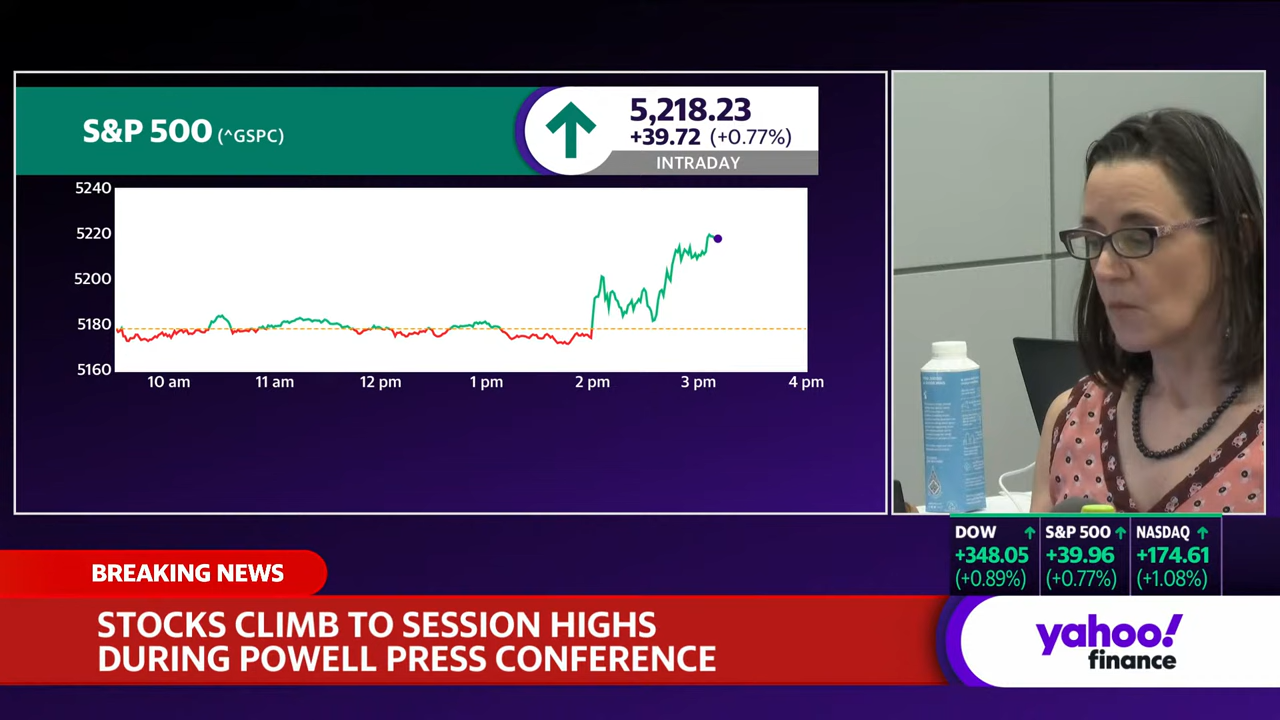 S&P 500 (^GSPC)
5,218.23
+39.72 (+0.77%)
INTRADAY
5240
5220
5200
5180
5160
10 am 11 am 12 pm 1 pm 2 pm 3 pm 4 pm
DOW S&P 500 NASDAQ
+348.05 +39.96 +174.61
(+0.89%) (+0.77%) (+1.08%)
BREAKING NEWS
STOCKS CLIMB TO SESSION HIGHS
DURING POWELL PRESS CONFERENCE
yahoo!
finance